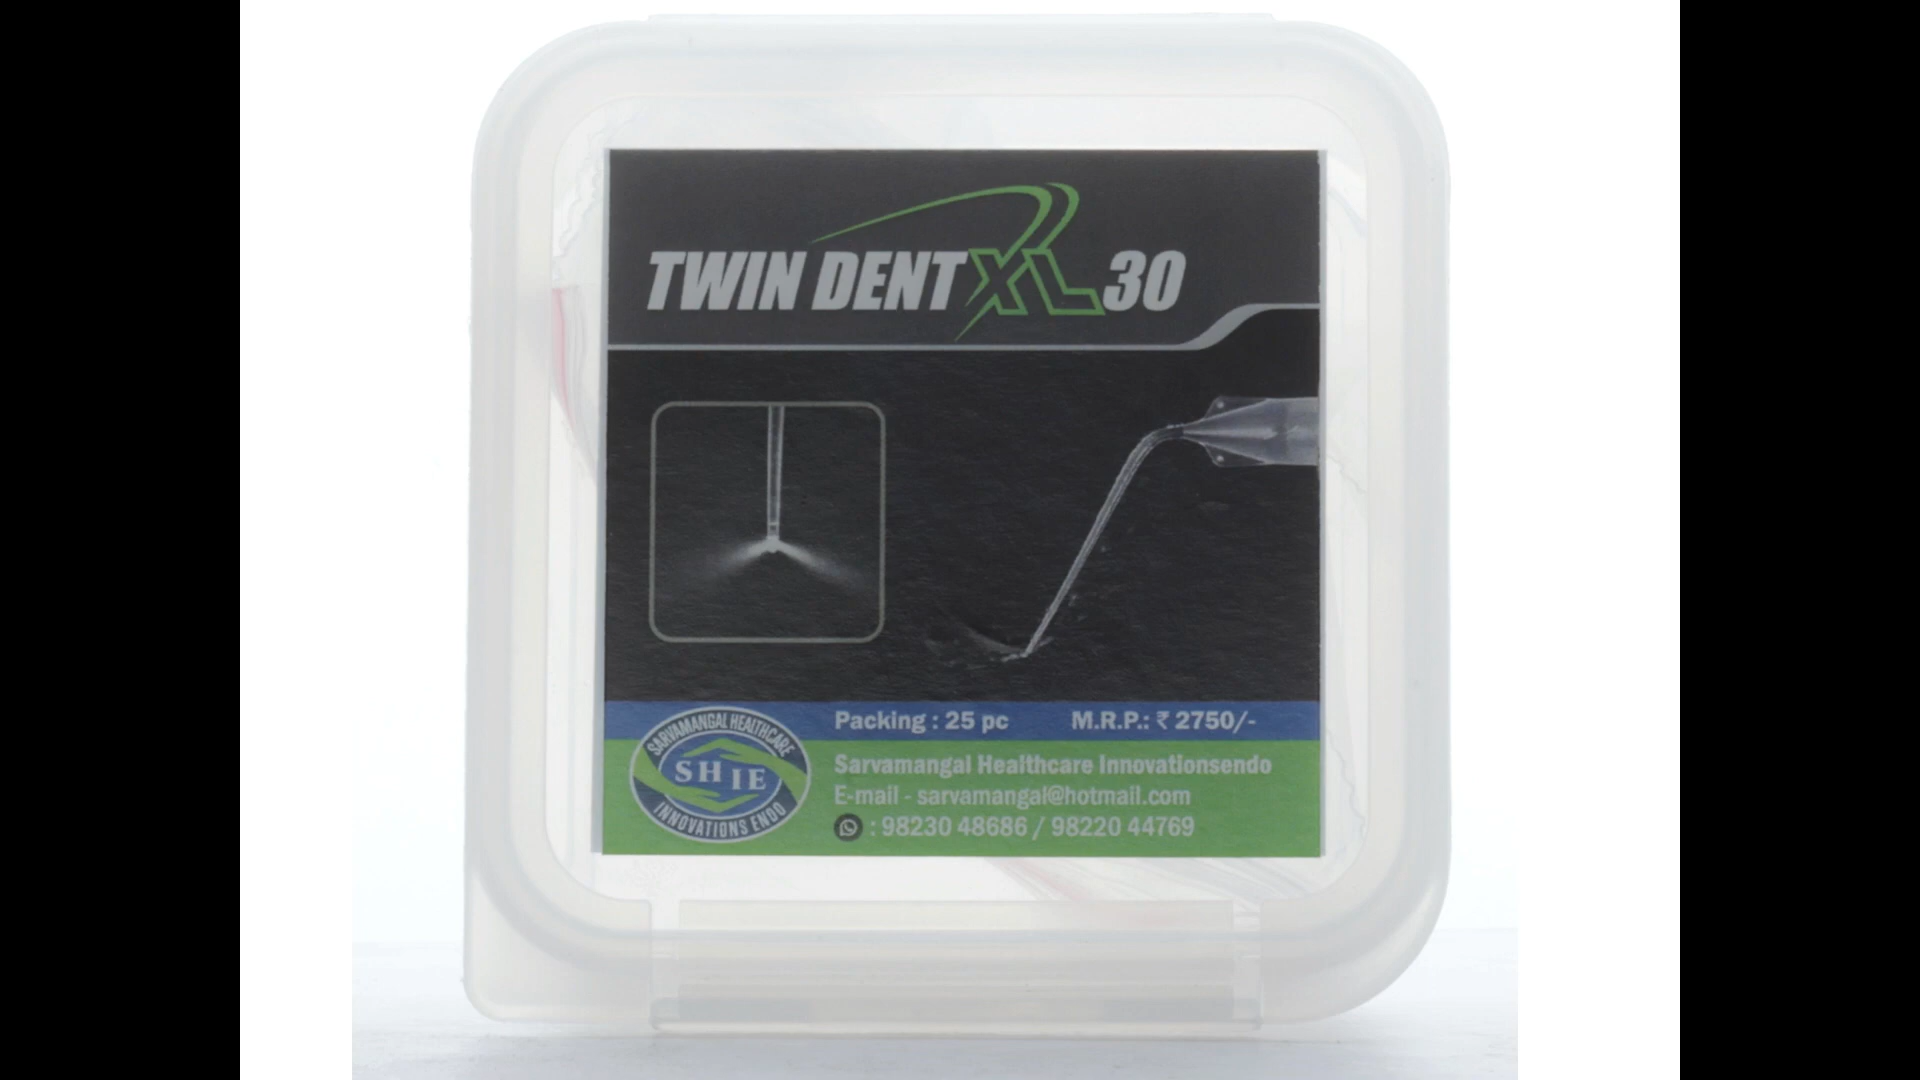 TWIN DENT XL 30
Packing : 25 pc M.R.P.: ₹ 2750/-
SARVAMANGAL HEALTHCARE
SHIE
INNOVATIONS ENDO
Sarvamangal Healthcare Innovationsendo
E-mail - sarvamangal@hotmail.com
: 98230 48686 / 98220 44769